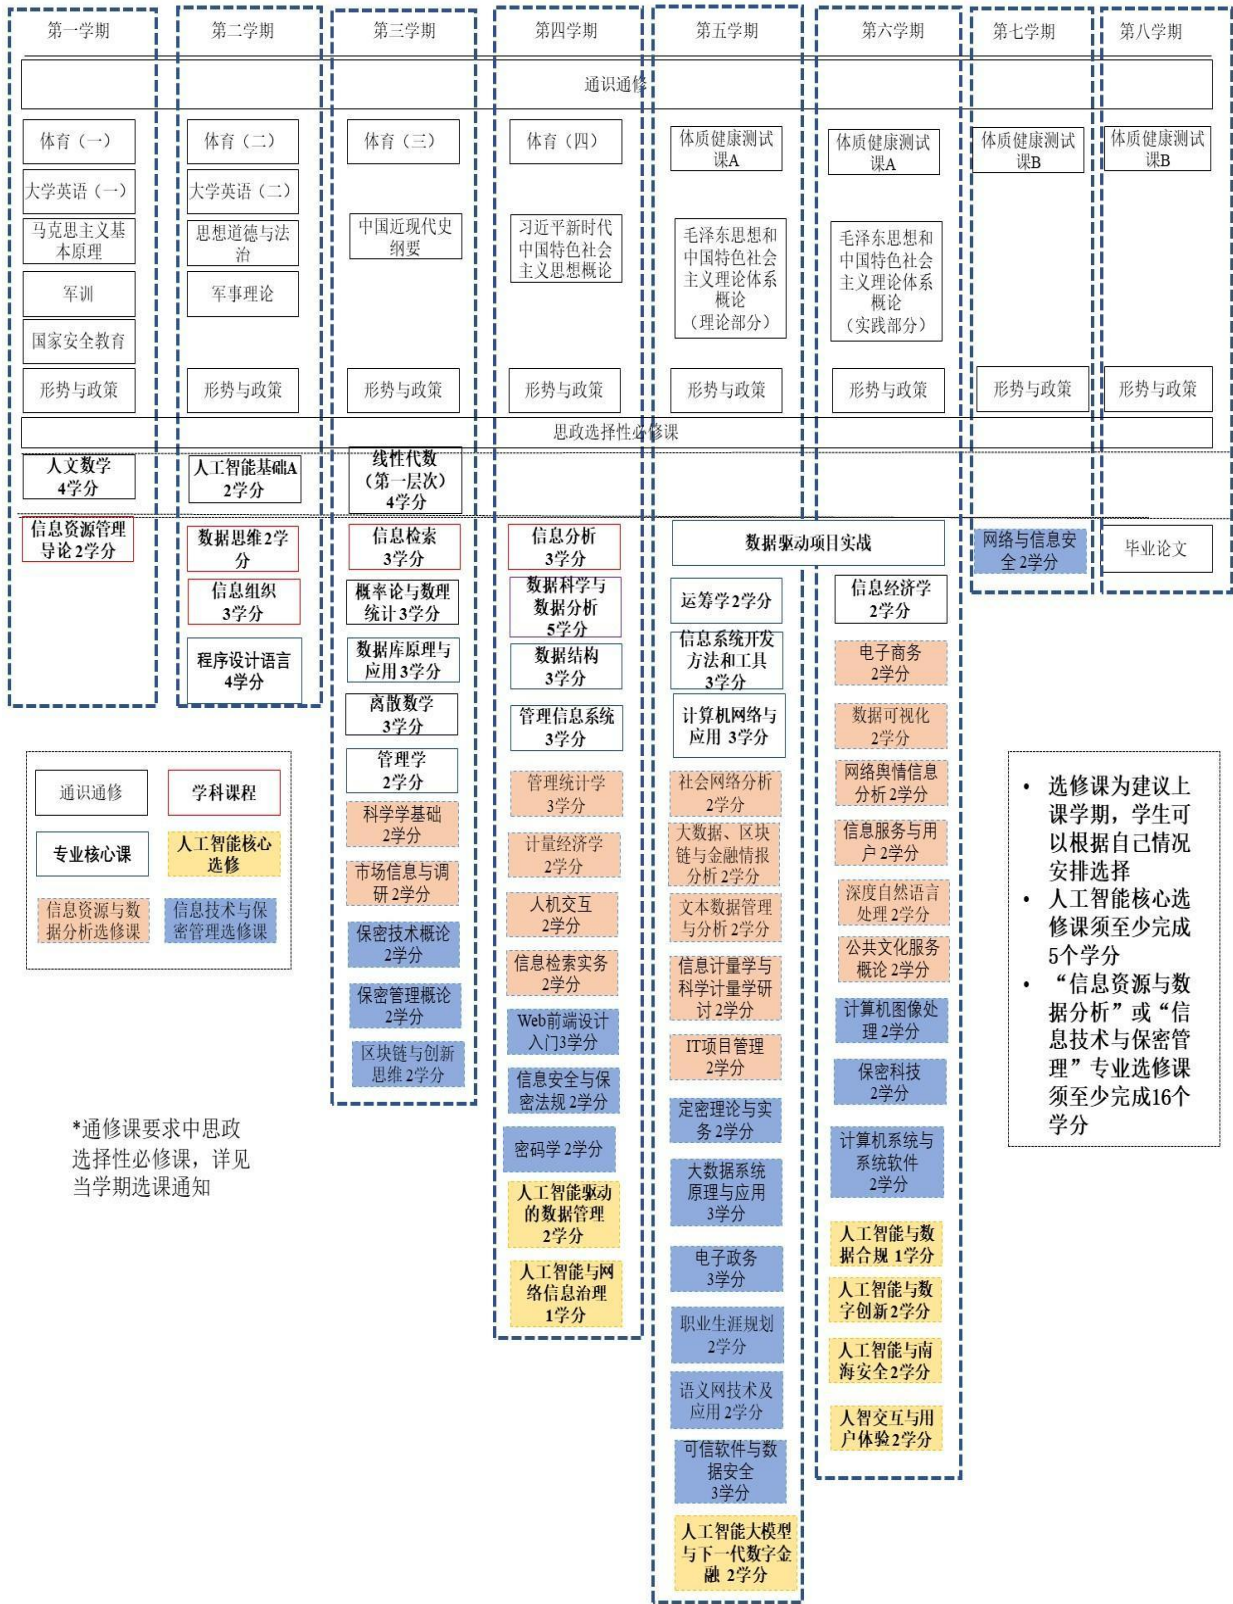 第一学期
第二学期
第三学期
第四学期
第五学期
第六学期
第七学期
第八学期
通识通修
体育（一）
体育（二）
体育（三）
体育（四）
体质健康测试
课A
体质健康测试
课A
体质健康测试
课B
体质健康测试
课B
大学英语（一）
大学英语（二）
马克思主义基
本原理
思想道德与法
治
中国近现代史
纲要
习近平新时代
中国特色社会
主义思想概论
毛泽东思想和
中国特色社会
主义理论体系
概论
（理论部分）
毛泽东思想和
中国特色社会
主义理论体系
概论
（实践部分）
军训
军事理论
国家安全教育
形势与政策
形势与政策
形势与政策
形势与政策
形势与政策
形势与政策
形势与政策
形势与政策
思政选择性必修课
人文数学
4学分
人工智能基础A
2学分
线性代数
（第一层次）
4学分
信息资源管理
导论 2学分
数据思维2学
分
信息检索
3学分
信息分析
3学分
数据驱动项目实战
网络与信息安
全 2学分
毕业论文
信息组织
3学分
概率论与数理
统计 3学分
数据科学与
数据分析
5学分
运筹学2学分
信息经济学
2学分
程序设计语言
4学分
数据库原理与
应用 3学分
数据结构
3学分
信息系统开发
方法和工具
3学分
电子商务
2学分
离散数学
3学分
管理信息系统
3学分
计算机网络与
应用 3学分
数据可视化
2学分
管理学
2学分
管理统计学
3学分
社会网络分析
2学分
网络舆情信息
分析 2学分
科学学基础
2学分
计量经济学
2学分
大数据、区块
链与金融情报
分析 2学分
信息服务与用
户 2学分
市场信息与调
研 2学分
人机交互
2学分
文本数据管理
与分析 2学分
深度自然语言
处理 2学分
保密技术概论
2学分
信息检索实务
2学分
信息计量学与
科学计量学研
讨 2学分
公共文化服务
概论 2学分
保密管理概论
2学分
Web前端设计
入门3学分
IT项目管理
2学分
计算机图像处
理 2学分
区块链与创新
思维 2学分
信息安全与保
密法规 2学分
定密理论与实
务 2学分
保密科技
2学分
密码学 2学分
大数据系统
原理与应用
3学分
计算机系统与
系统软件
2学分
人工智能驱动
的数据管理
2学分
电子政务
3学分
人工智能与数
据合规 1学分
人工智能与网
络信息治理
1学分
职业生涯规划
2学分
人工智能与数
字创新2学分
语义网技术及
应用 2学分
人工智能与南
海安全2学分
可信软件与数
据安全
3学分
人智交互与用
户体验2学分
人工智能大模型
与下一代数字金
融 2学分
通识通修
学科课程
专业核心课
人工智能核心
选修
信息资源与数
据分析选修课
信息技术与保
密管理选修课
*通修课要求中思政
选择性必修课，详见
当学期选课通知
• 选修课为建议上
课学期，学生可
以根据自己情况
安排选择
• 人工智能核心选
修课须至少完成
5个学分
• “信息资源与数
据分析”或“信
息技术与保密管
理”专业选修课
须至少完成16个
学分